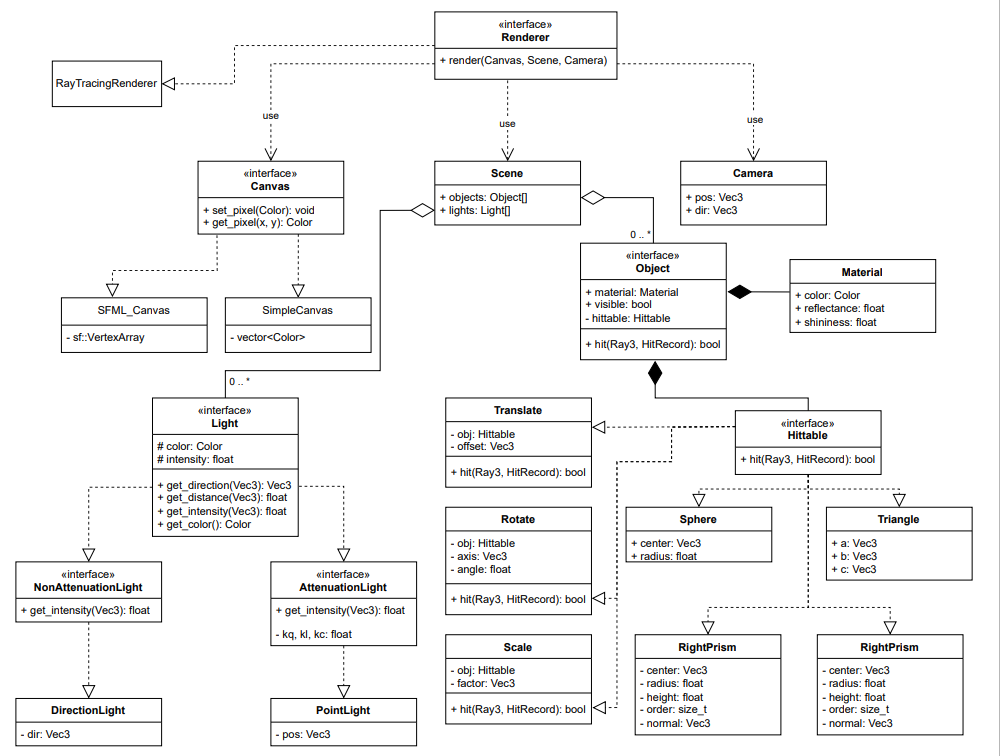 «interface»
Renderer
+ render(Canvas, Scene, Camera)
RayTracingRenderer
use
use
use
«interface»
Canvas
+ set_pixel(Color): void
+ get_pixel(x, y): Color
Scene
+ objects: Object[]
+ lights: Light[]
Camera
+ pos: Vec3
+ dir: Vec3
0 .. *
«interface»
Object
+ material: Material
+ visible: bool
- hittable: Hittable
+ hit(Ray3, HitRecord): bool
Material
+ color: Color
+ reflectance: float
+ shininess: float
SFML_Canvas
- sf::VertexArray
SimpleCanvas
- vector<Color>
0 .. *
«interface»
Light
# color: Color
# intensity: float
+ get_direction(Vec3): Vec3
+ get_distance(Vec3): float
+ get_intensity(Vec3): float
+ get_color(): Color
Translate
- obj: Hittable
- offset: Vec3
+ hit(Ray3, HitRecord): bool
«interface»
Hittable
+ hit(Ray3, HitRecord): bool
Rotate
- obj: Hittable
- axis: Vec3
- angle: float
+ hit(Ray3, HitRecord): bool
Sphere
+ center: Vec3
+ radius: float
Triangle
+ a: Vec3
+ b: Vec3
+ c: Vec3
«interface»
NonAttenuationLight
+ get_intensity(Vec3): float
«interface»
AttenuationLight
+ get_intensity(Vec3): float
- kq, kl, kc: float
Scale
- obj: Hittable
- factor: Vec3
+ hit(Ray3, HitRecord): bool
RightPrism
- center: Vec3
- radius: float
- height: float
- order: size_t
- normal: Vec3
RightPrism
- center: Vec3
- radius: float
- height: float
- order: size_t
- normal: Vec3
DirectionLight
- dir: Vec3
PointLight
- pos: Vec3